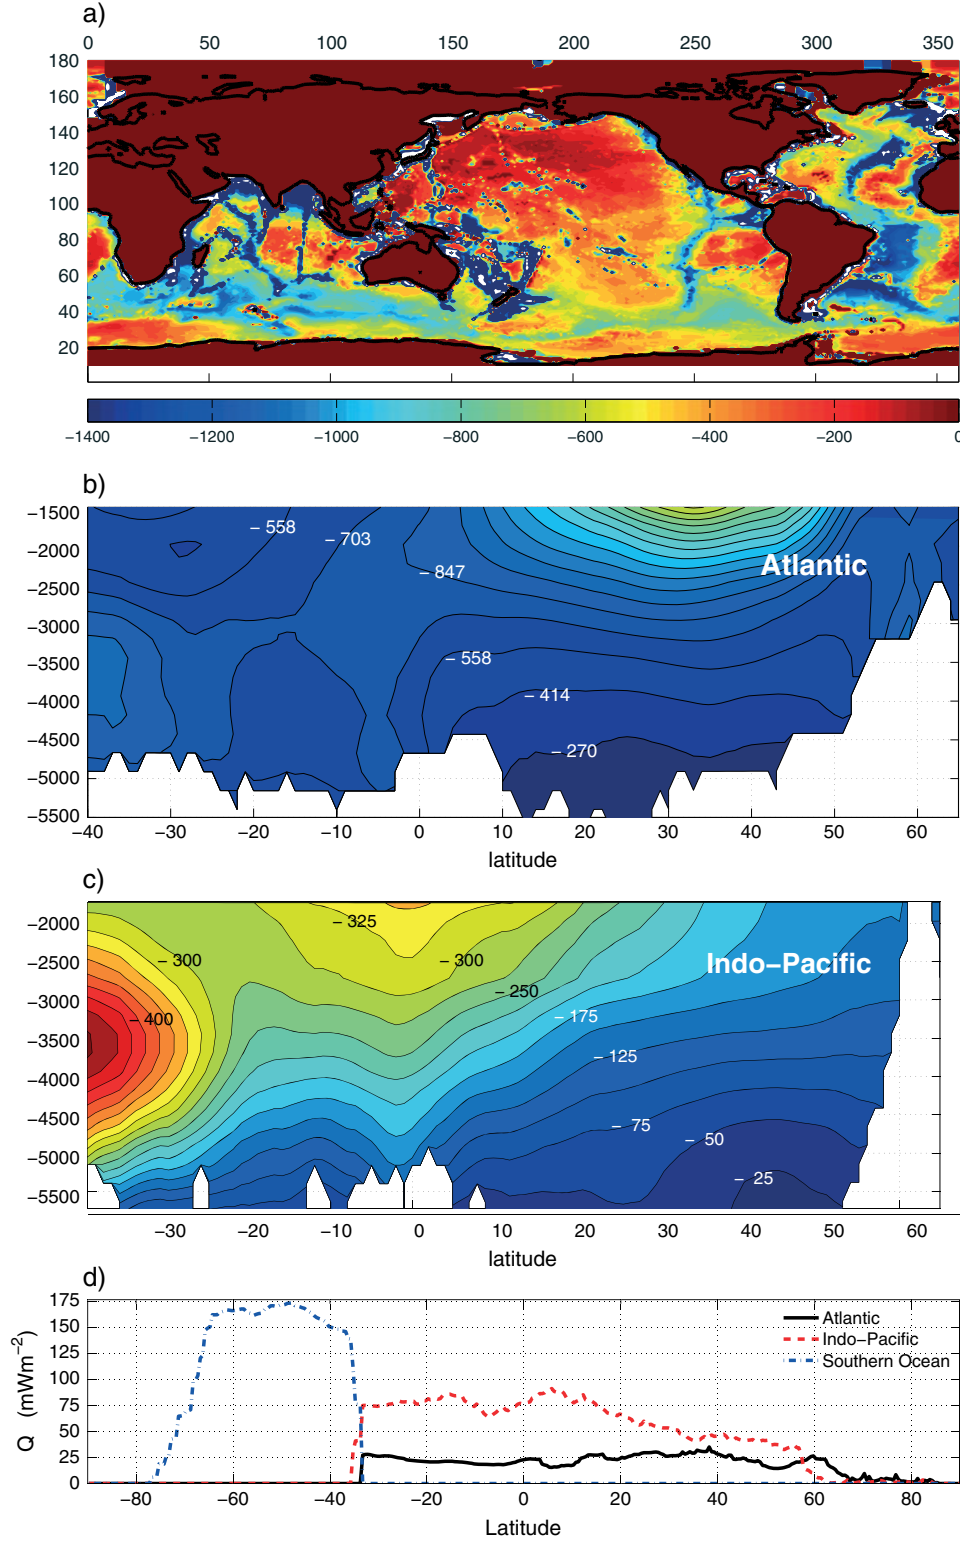 a)
0 50 100 150 200 250 300 350
180
160
140
120
100
80
60
40
20
−1400 −1200 −1000 −800 −600 −400 −200 0
b)
−1500
−2000
−2500
−3000
−3500
−4000
−4500
−5000
−5500
− 558
− 703
− 847
Atlantic
− 558
− 414
− 270
−40 −30 −20 −10 0 10 20 30 40 50 60
latitude
c)
−2000
−2500
−3000
−3500
−4000
−4500
−5000
−5500
− 325
− 300
− 300
Indo−Pacific
− 250
− 400
− 175
− 125
− 75
− 50
− 25
−30 −20 −10 0 10 20 30 40 50 60
latitude
d)
Q (mWm−2)
175
150
125
100
75
50
25
0
Atlantic
Indo−Pacific
Southern Ocean
−80 −60 −40 −20 0 20 40 60 80
Latitude